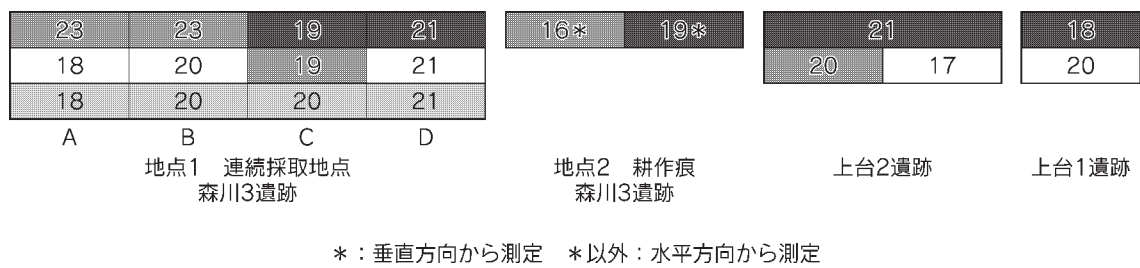 23 23 19 21 16* 19* 21 18
18 20 19 21 20 17 20
18 20 20 21
A B C D
地点1 連続採取地点 地点2 耕作痕 上台2遺跡 上台1遺跡
森川3遺跡 森川3遺跡
*：垂直方向から測定 *以外：水平方向から測定